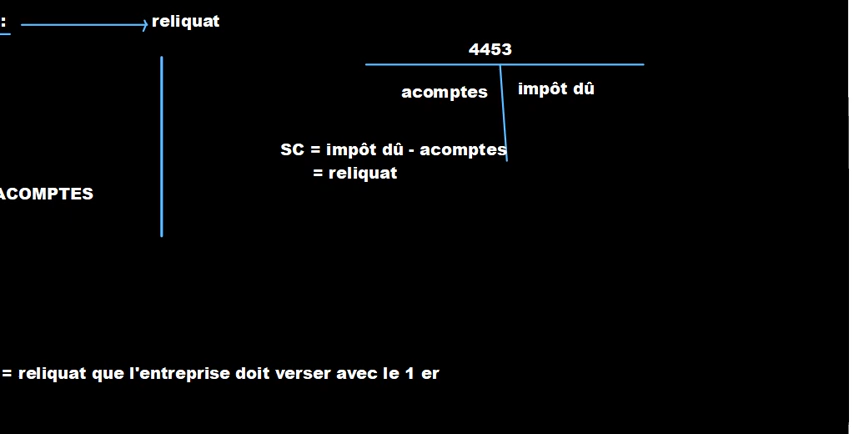 : reliquat
4453
acomptes impôt dû
SC = impôt dû - acomptes
= reliquat
ACOMPTES
= reliquat que l'entreprise doit verser avec le 1 er